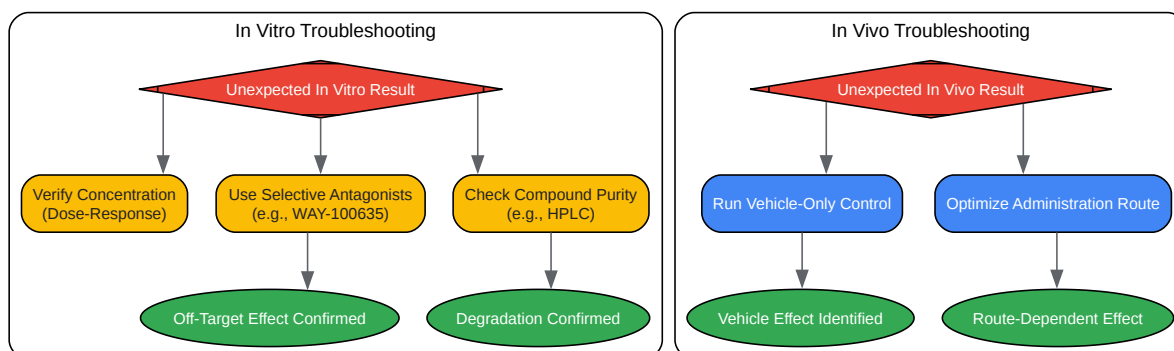 In Vitro Troubleshooting
Unexpected In Vitro Result
Verify Concentration
(Dose-Response)
Use Selective Antagonists
(e.g., WAY-100635)
Check Compound Purity
(e.g., HPLC)
Off-Target Effect Confirmed
Degradation Confirmed
In Vivo Troubleshooting
Unexpected In Vivo Result
Run Vehicle-Only Control
Optimize Administration Route
Vehicle Effect Identified
Route-Dependent Effect